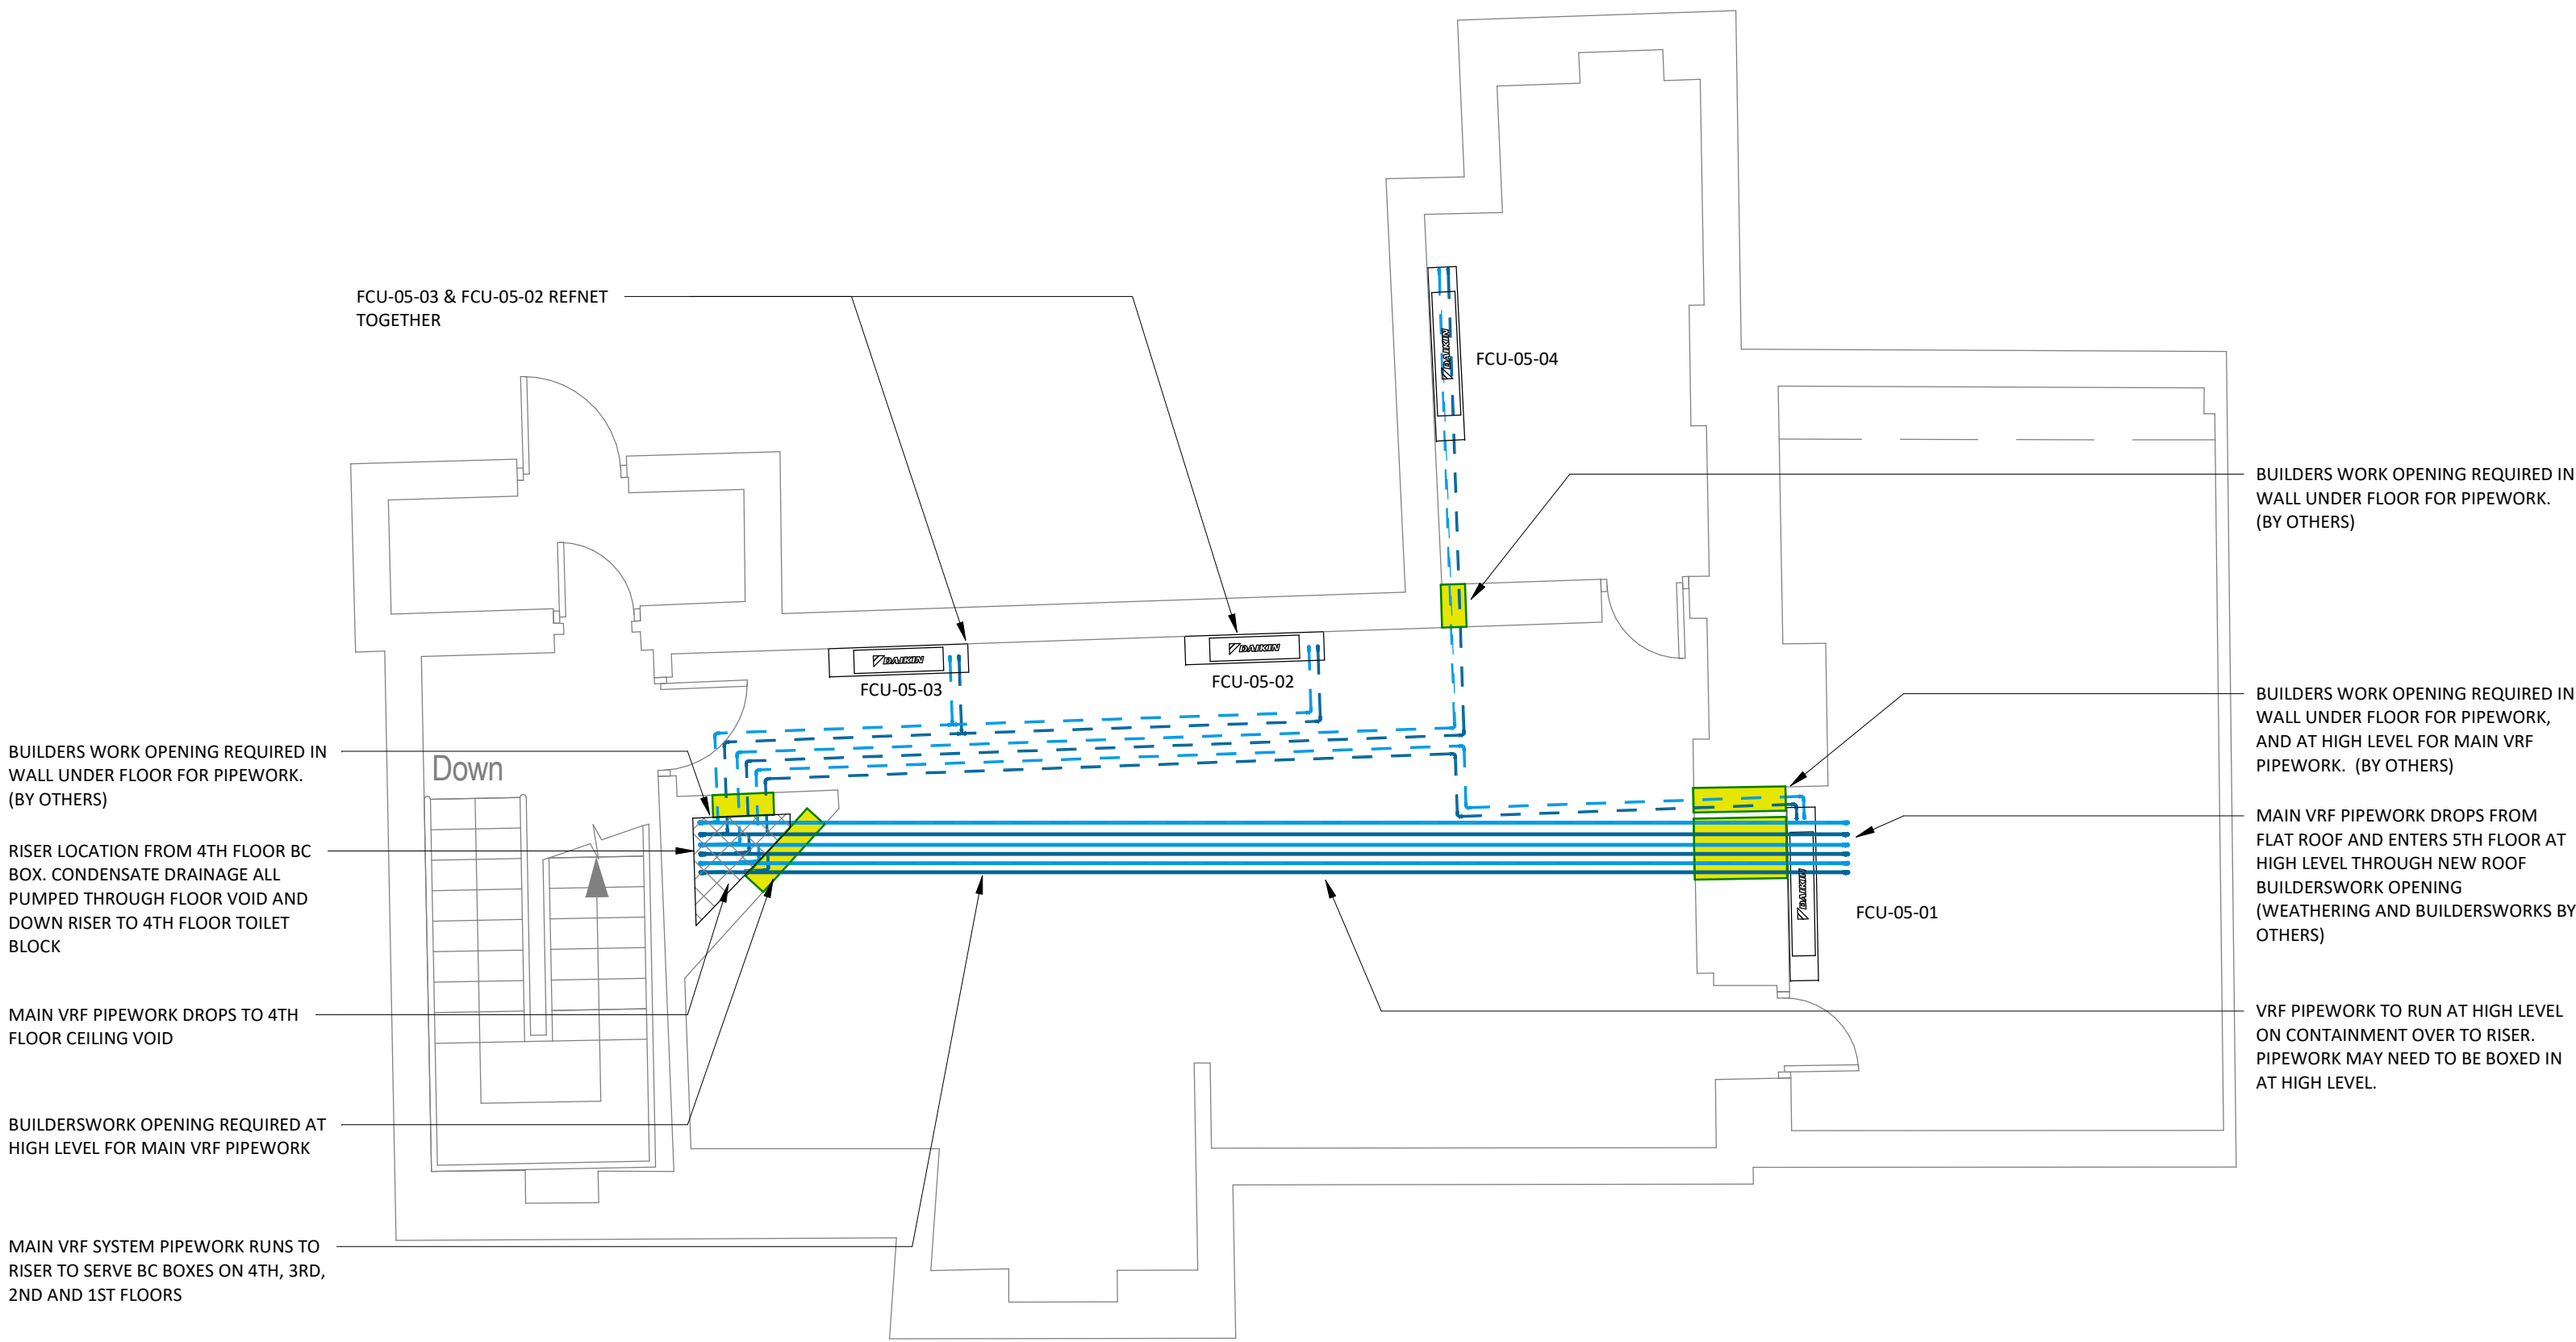 FCU-05-03 & FCU-05-02 REFNET
TOGETHER
BUILDERS WORK OPENING REQUIRED IN
WALL UNDER FLOOR FOR PIPEWORK.
(BY OTHERS)
RISER LOCATION FROM 4TH FLOOR BC
BOX. CONDENSATE DRAINAGE ALL
PUMPED THROUGH FLOOR VOID AND
DOWN RISER TO 4TH FLOOR TOILET
BLOCK
MAIN VRF PIPEWORK DROPS TO 4TH
FLOOR CEILING VOID
BUILDERSWORK OPENING REQUIRED AT
HIGH LEVEL FOR MAIN VRF PIPEWORK
MAIN VRF SYSTEM PIPEWORK RUNS TO
RISER TO SERVE BC BOXES ON 4TH, 3RD,
2ND AND 1ST FLOORS
Down
DAIKIN
FCU-05-03
DAIKIN
FCU-05-02
DAIKIN
FCU-05-04
DAIKIN
FCU-05-01
BUILDERS WORK OPENING REQUIRED IN
WALL UNDER FLOOR FOR PIPEWORK.
(BY OTHERS)
BUILDERS WORK OPENING REQUIRED IN
WALL UNDER FLOOR FOR PIPEWORK,
AND AT HIGH LEVEL FOR MAIN VRF
PIPEWORK. (BY OTHERS)
MAIN VRF PIPEWORK DROPS FROM
FLAT ROOF AND ENTERS 5TH FLOOR AT
HIGH LEVEL THROUGH NEW ROOF
BUILDERSWORK OPENING
(WEATHERING AND BUILDERSWORKS BY
OTHERS)
VRF PIPEWORK TO RUN AT HIGH LEVEL
ON CONTAINMENT OVER TO RISER.
PIPEWORK MAY NEED TO BE BOXED IN
AT HIGH LEVEL.